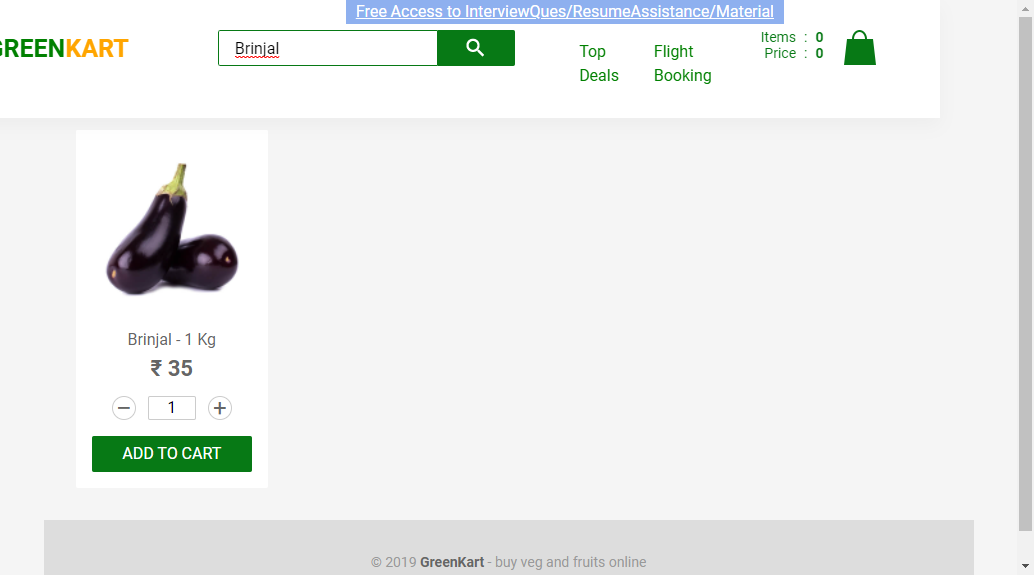 Free Access to InterviewQues/ResumeAssistance/Material
GREENKART
Brinjal
Top Deals
Flight Booking
Items : 0
Price : 0
Brinjal - 1 Kg
₹ 35
1
ADD TO CART
© 2019 GreenKart - buy veg and fruits online